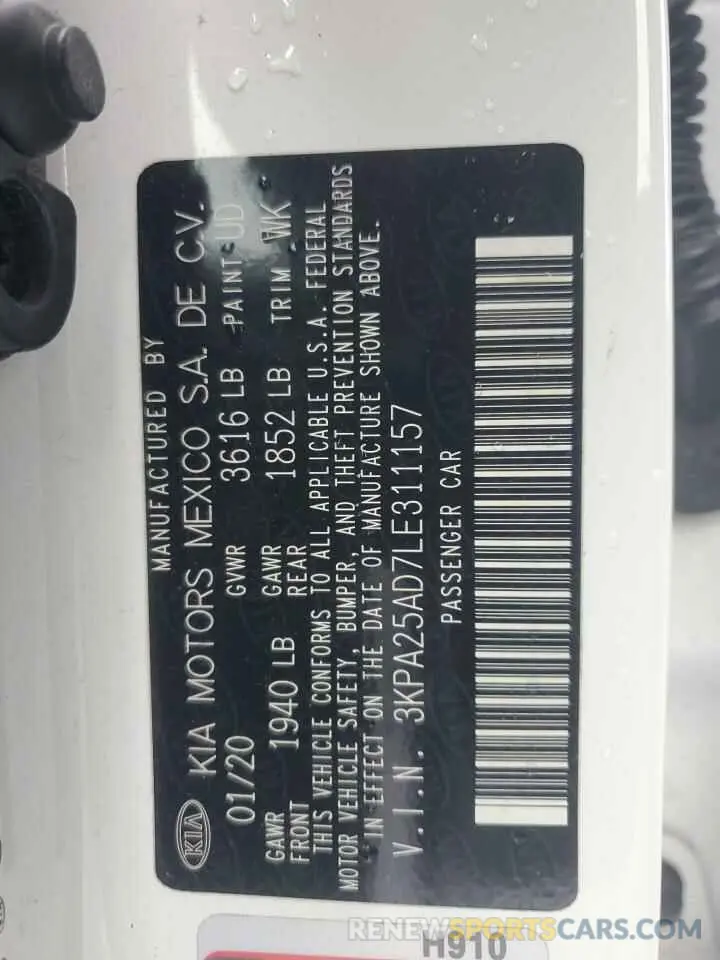 MANUFACTURED BY
KIA KIA MOTORS MEXICO S.A. DE C.V.
01/20 GVWR 3616 LB PAINT UD
GAWR FRONT 1940 LB GAWR REAR 1852 LB TRIM WK
THIS VEHICLE CONFORMS TO ALL APPLICABLE U.S.A. FEDERAL
MOTOR VEHICLE SAFETY, BUMPER, AND THEFT PREVENTION STANDARDS
IN EFFECT ON THE DATE OF MANUFACTURE SHOWN ABOVE.
V.I.N. 3KPA25AD7LE311157
PASSENGER CAR
H910
RENEWSPORTSCARS.COM